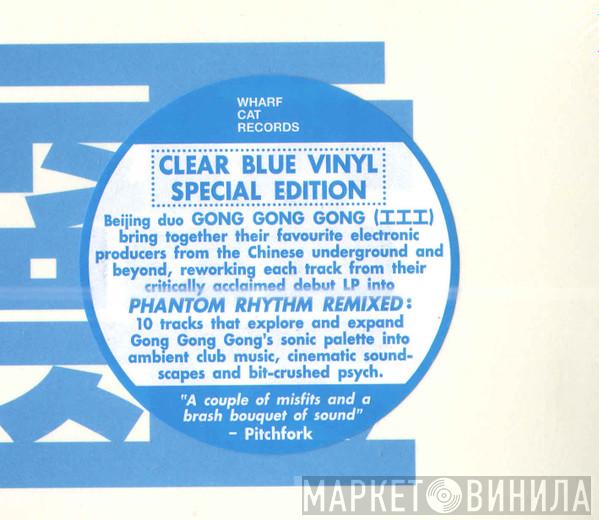 WHARF
CAT
RECORDS
CLEAR BLUE VINYL
SPECIAL EDITION
Beijing duo GONG GONG GONG (工工工)
bring together their favourite electronic
producers from the Chinese underground and
beyond, reworking each track from their
critically acclaimed debut LP into
PHANTOM RHYTHM REMIXED:
10 tracks that explore and expand
Gong Gong Gong's sonic palette into
ambient club music, cinematic sound-
scapes and bit-crushed psych.
"A couple of misfits and a
brash bouquet of sound"
– Pitchfork
МАРКЕТ ВИНИЛА